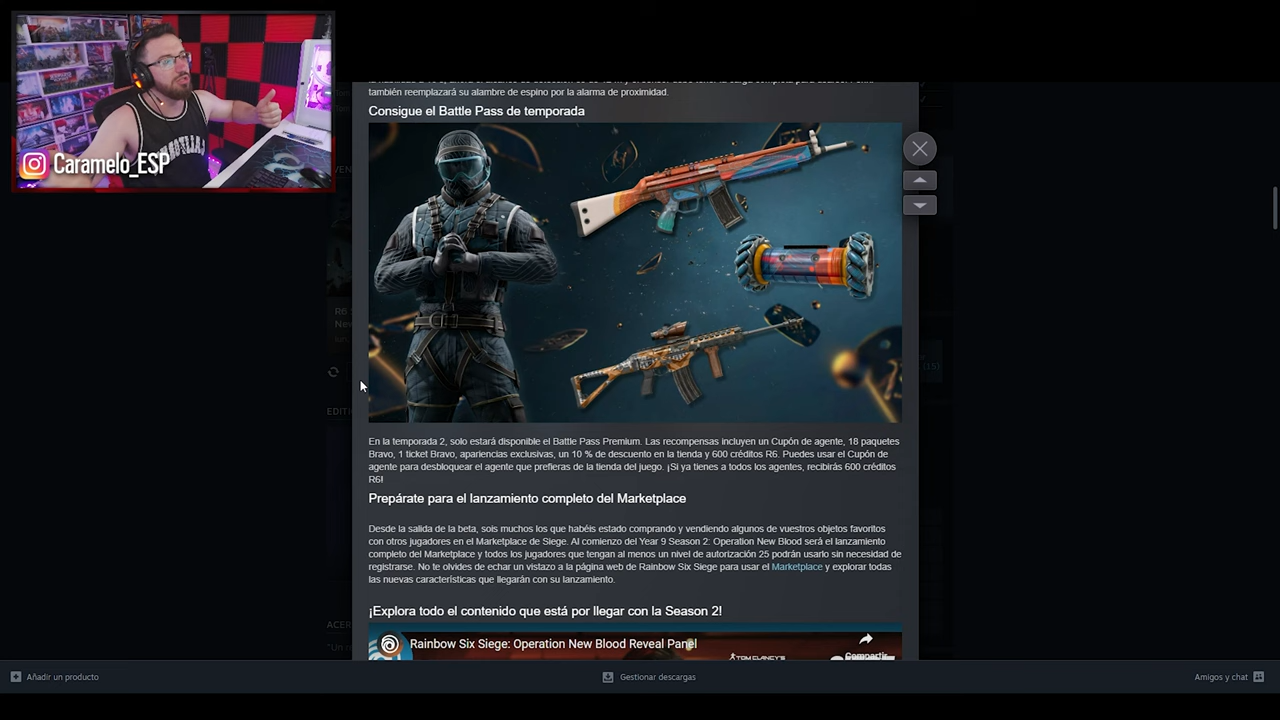 Caramelo_ESP
también reemplazará su alambre de espino por la alarma de proximidad.
Consigue el Battle Pass de temporada
En la temporada 2, solo estará disponible el Battle Pass Premium. Las recompensas incluyen un Cupón de agente, 18 paquetes
Bravo, 1 ticket Bravo, apariencias exclusivas, un 10 % de descuento en la tienda y 600 créditos R6. Puedes usar el Cupón de
agente para desbloquear el agente que prefieras de la tienda del juego. ¡Si ya tienes a todos los agentes, recibirás 600 créditos
R6!
Prepárate para el lanzamiento completo del Marketplace
Desde la salida de la beta, sois muchos los que habéis estado comprando y vendiendo algunos de vuestros objetos favoritos
con otros jugadores en el Marketplace de Siege. Al comienzo del Year 9 Season 2: Operation New Blood será el lanzamiento
completo del Marketplace y todos los jugadores que tengan al menos un nivel de autorización 25 podrán usarlo sin necesidad de
registrarse. No te olvides de echar un vistazo a la página web de Rainbow Six Siege para usar el Marketplace y explorar todas
las nuevas características que llegarán con su lanzamiento.
¡Explora todo el contenido que está por llegar con la Season 2!
Rainbow Six Siege: Operation New Blood Reveal Panel
Compartir
R6 S
New
EDITI
ACER
(15)
Añadir un producto
Gestionar descargas
Amigos y chat